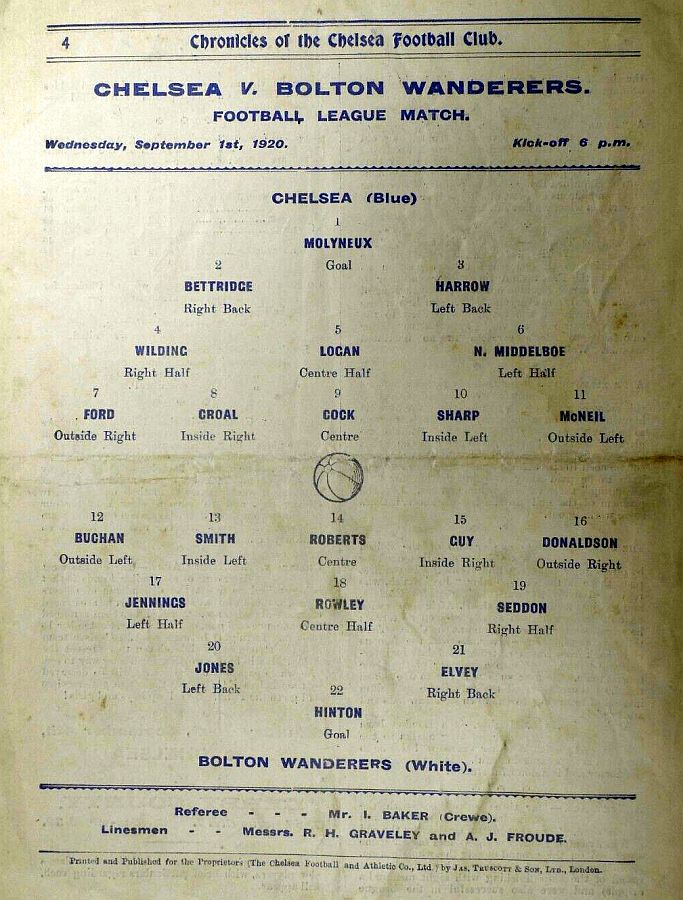 4 Chronicles of the Chelsea Football Club.
CHELSEA V. BOLTON WANDERERS.
FOOTBALL LEAGUE MATCH.
Wednesday, September 1st, 1920. Kick-off 6 p.m.
CHELSEA (Blue)
1
MOLYNEUX
Goal
2 3
BETTRIDGE HARROW
Right Back Left Back
4 5 6
WILDING LOGAN N. MIDDELBOE
Right Half Centre Half Left Half
7 8 9 10 11
FORD CROAL COCK SHARP McNEIL
Outside Right Inside Right Centre Inside Left Outside Left
12 13 14 15 16
BUCHAN SMITH ROBERTS GUY DONALDSON
Outside Left Inside Left Centre Inside Right Outside Right
17 18 19
JENNINGS ROWLEY SEDDON
Left Half Centre Half Right Half
20 21
JONES ELVEY
Left Back Right Back
22
HINTON
Goal
BOLTON WANDERERS (White).
Referee - - - Mr. I. BAKER (Crewe).
Linesmen - - Messrs. R. H. GRAVELEY and A. J. FROUDE.
Printed and Published for the Proprietors (The Chelsea Football and Athletic Co., Ltd.) by JAS. TRUSCOTT & SON, LTD., London.